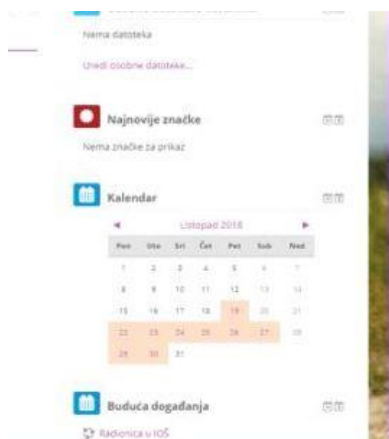 Nema datoteka
Uredi osobne datoteke...
Najnovije značke
Nema značke za prikaz
Kalendar
◄ Listopad 2018 ►
Pon Uto Sri Čet Pet Sub Ned
1 2 3 4 5 6 7
8 9 10 11 12 13 14
15 16 17 18 19 20 21
22 23 24 25 26 27 28
29 30 31
Buduća događanja
Radionica u IOŠ